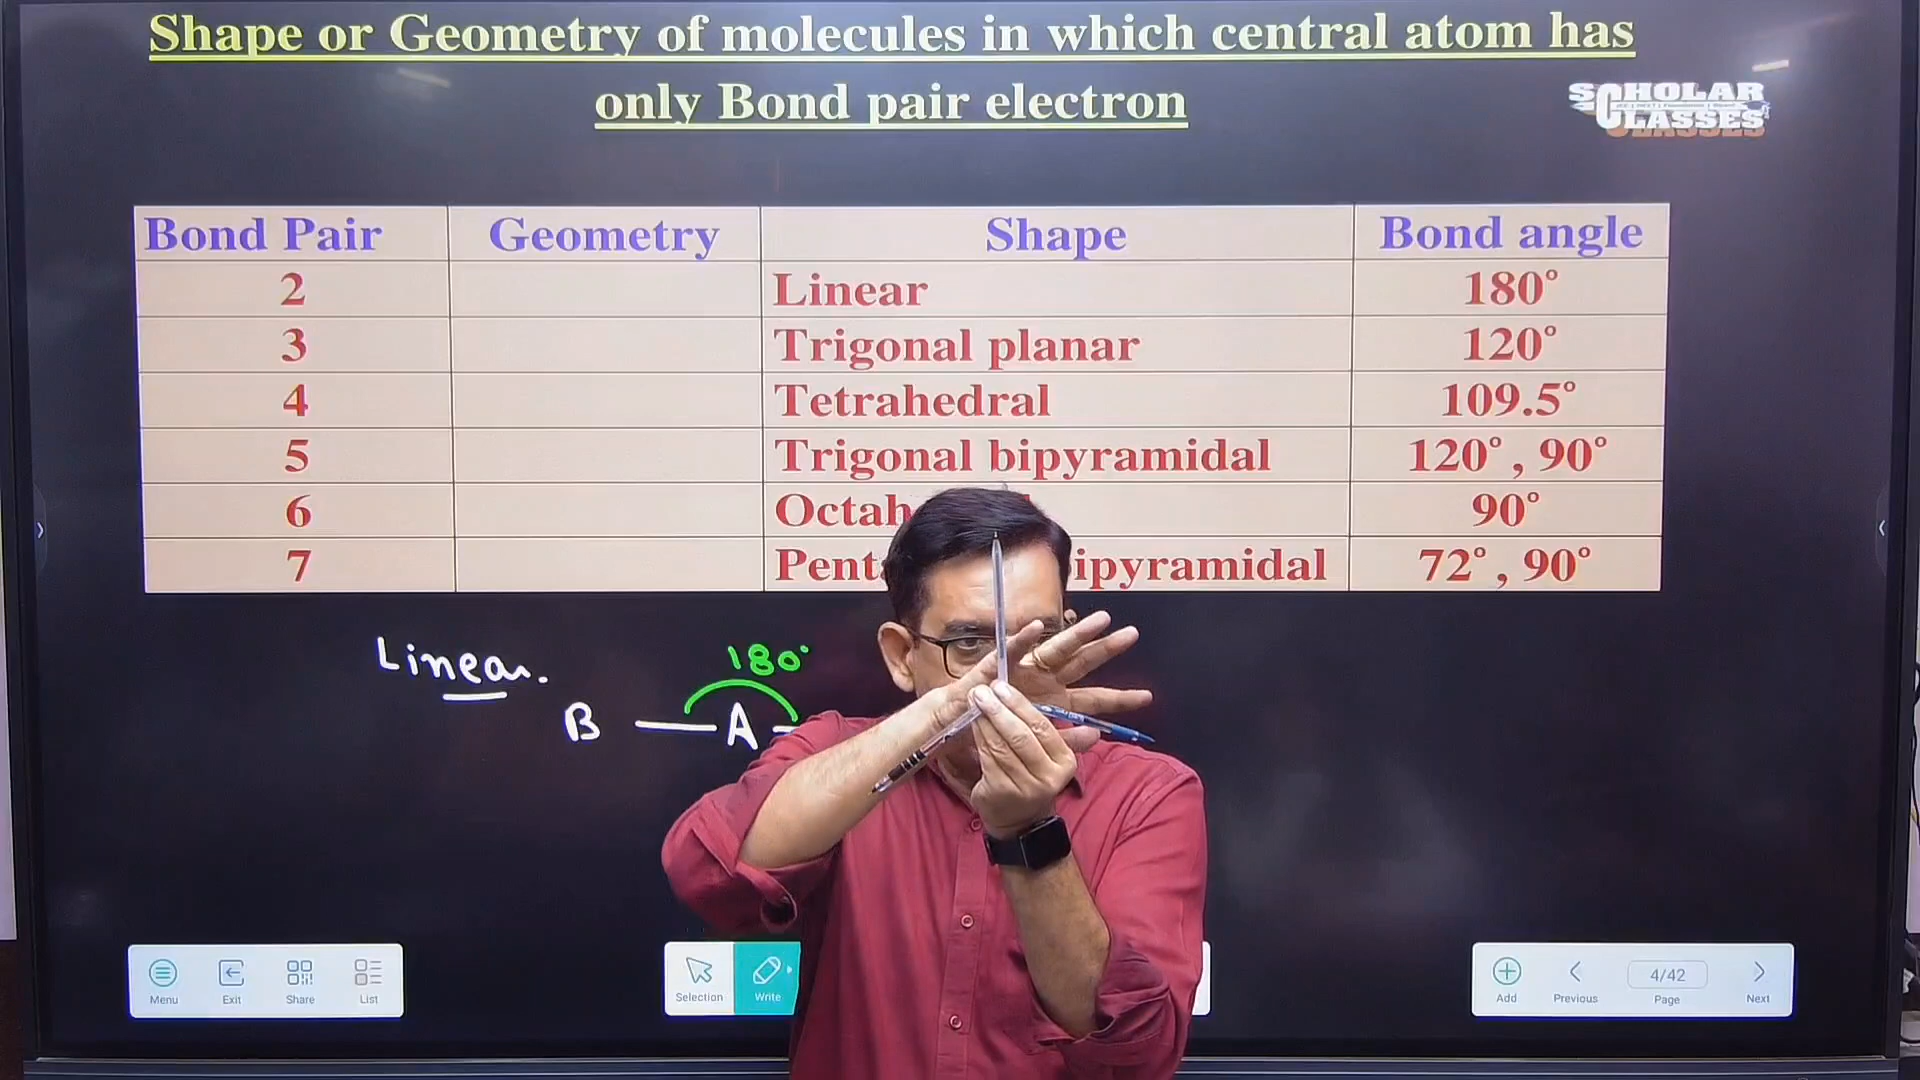 Shape or Geometry of molecules in which central atom has
only Bond pair electron
SCHOLAR
CLASSES
Bond Pair Geometry Shape Bond angle
2 Linear 180°
3 Trigonal planar 120°
4 Tetrahedral 109.5°
5 Trigonal bipyramidal 120° , 90°
6 90°
7 72° , 90°
Linear. 180°
B — A –
Menu Exit Share List
Selection Write
Add Previous 4/42 Page Next